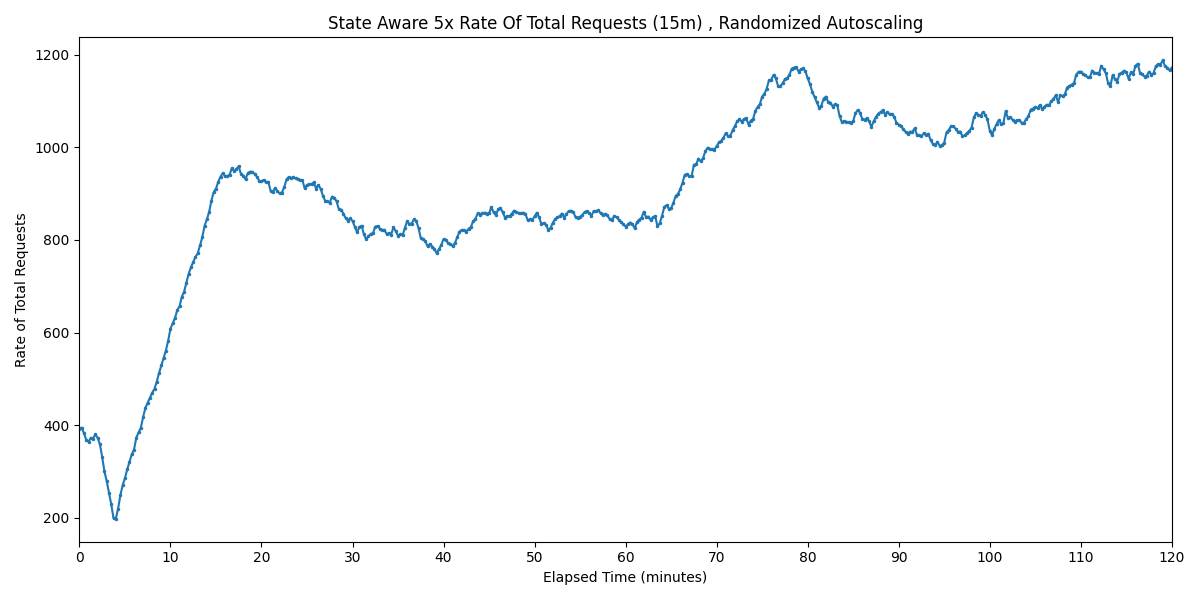 State Aware 5x Rate Of Total Requests (15m) , Randomized Autoscaling
1200
1000
800
600
400
200
Rate of Total Requests
0 10 20 30 40 50 60 70 80 90 100 110 120
Elapsed Time (minutes)